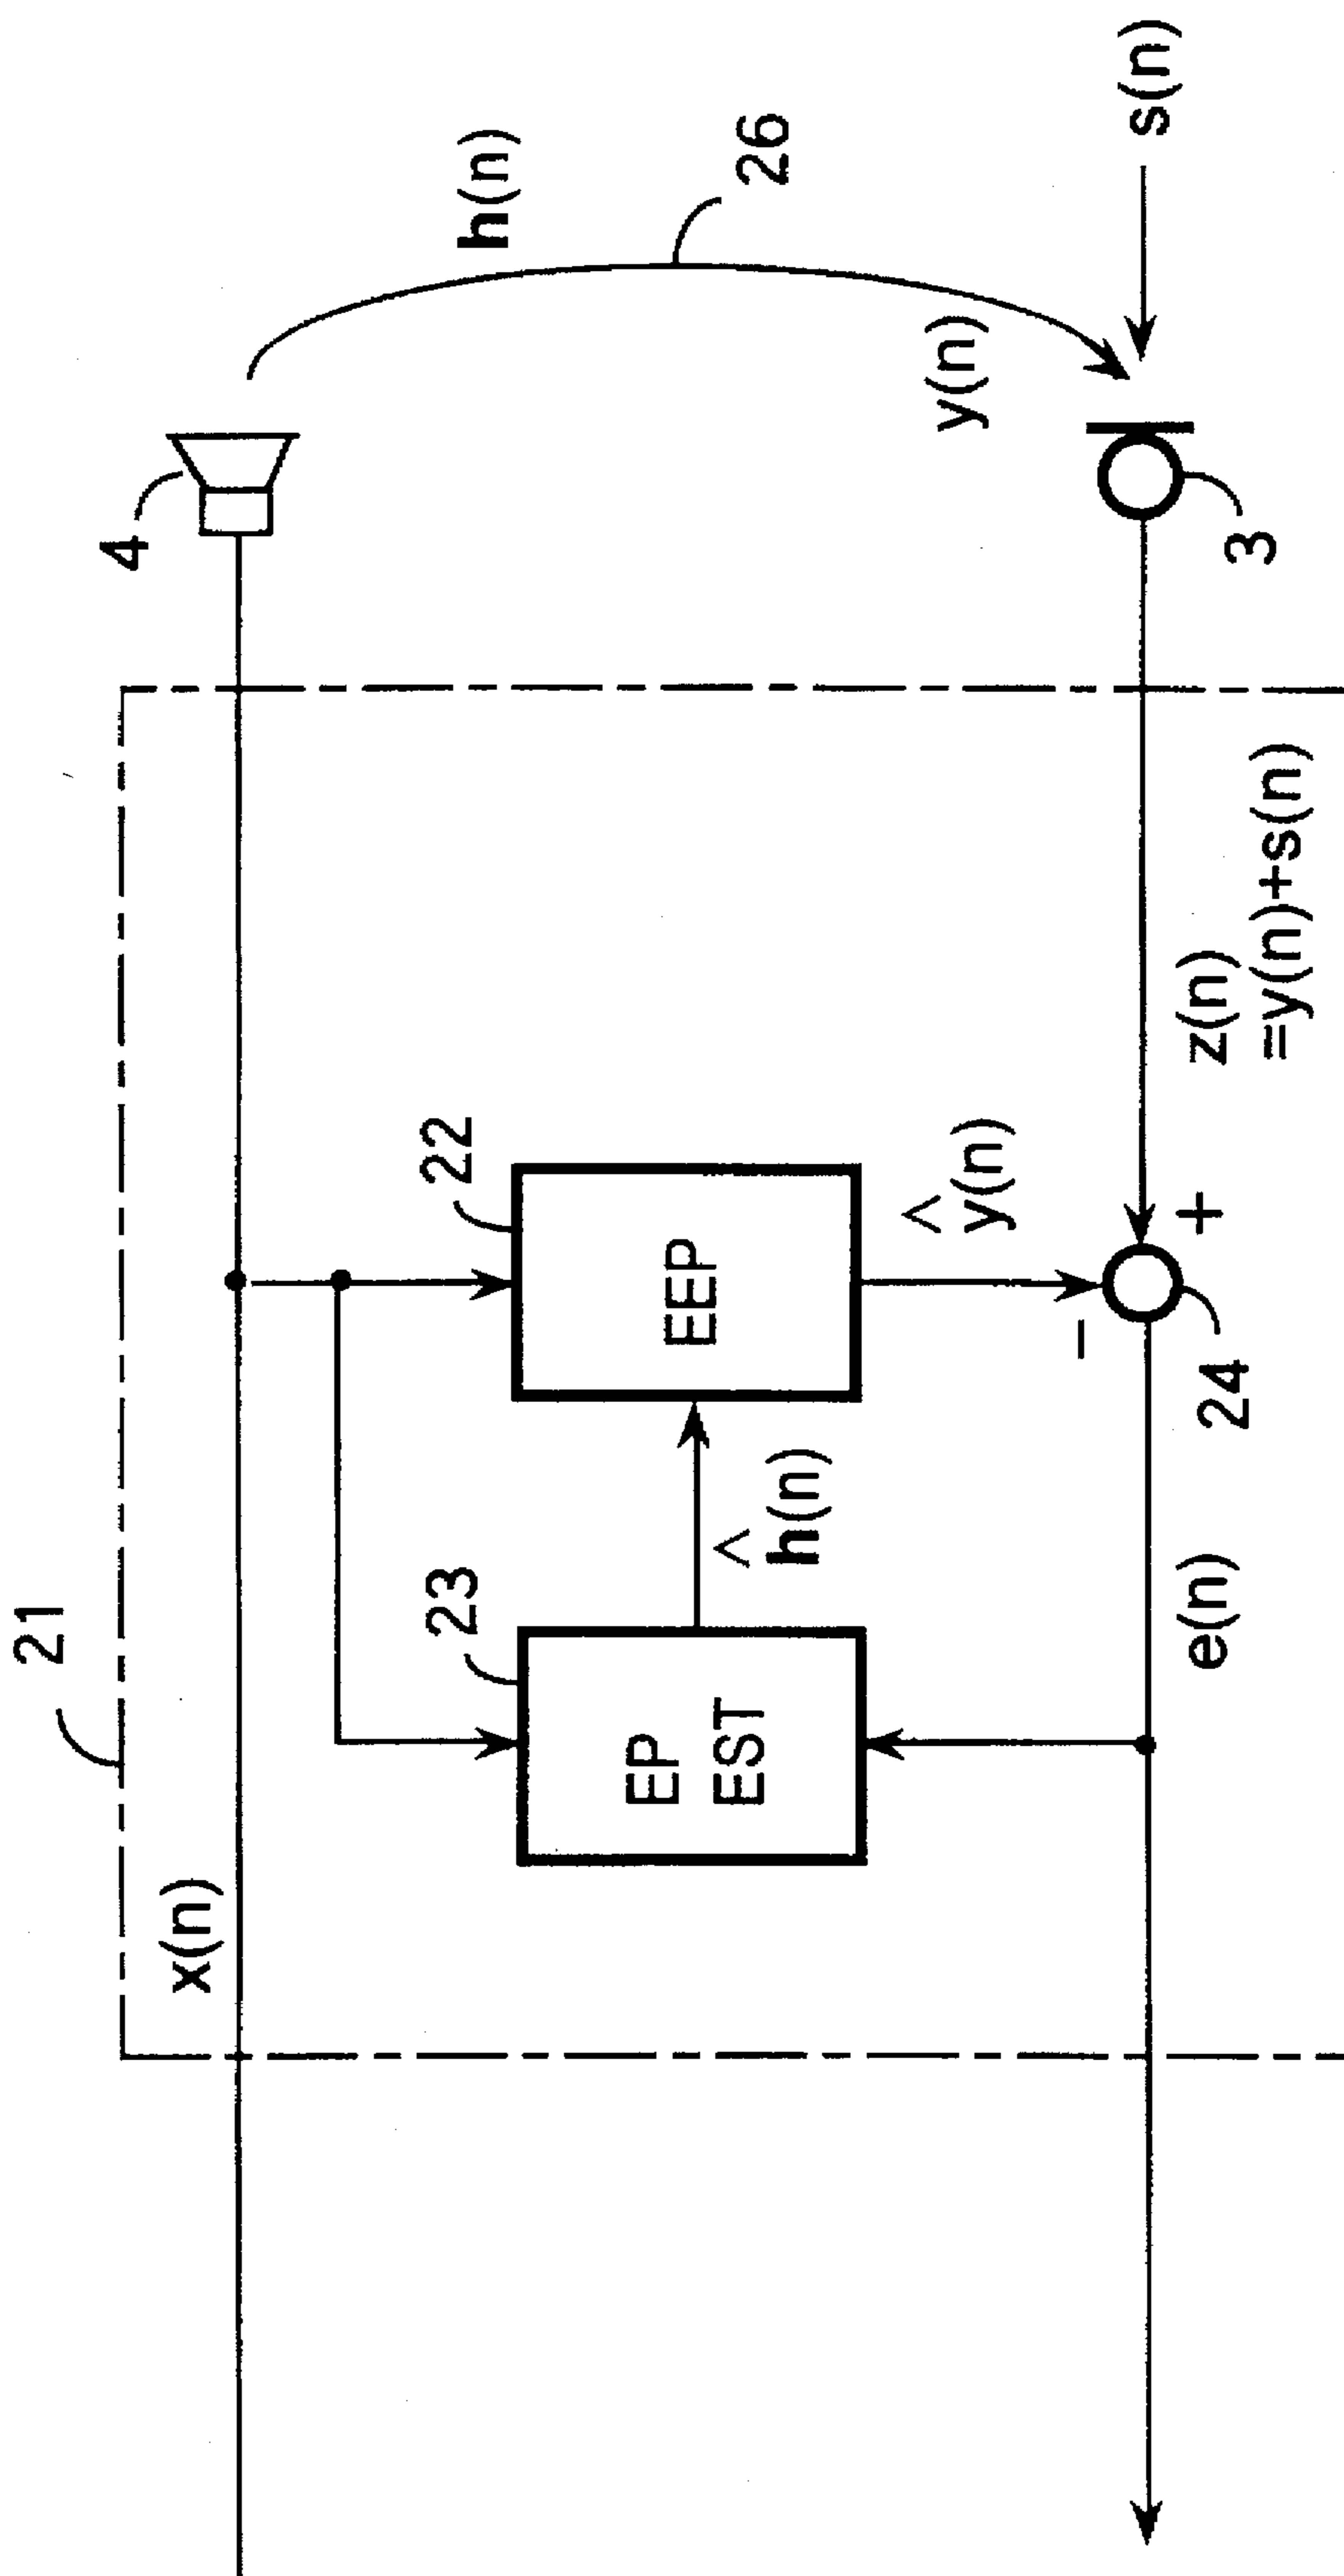 21
x(n)
4
h(n)
26
23
EP
EST
22
EEP
ĥ(n)
ŷ(n)
y(n)
−
+
s(n)
e(n)
24
z(n)
=y(n)+s(n)
3